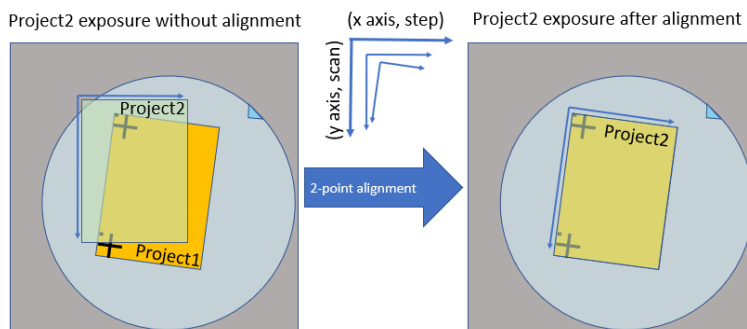 Project2 exposure without alignment
(x axis, step)
Project2 exposure after alignment
(y axis, scan)
Project2
Project1
2-point alignment
Project2